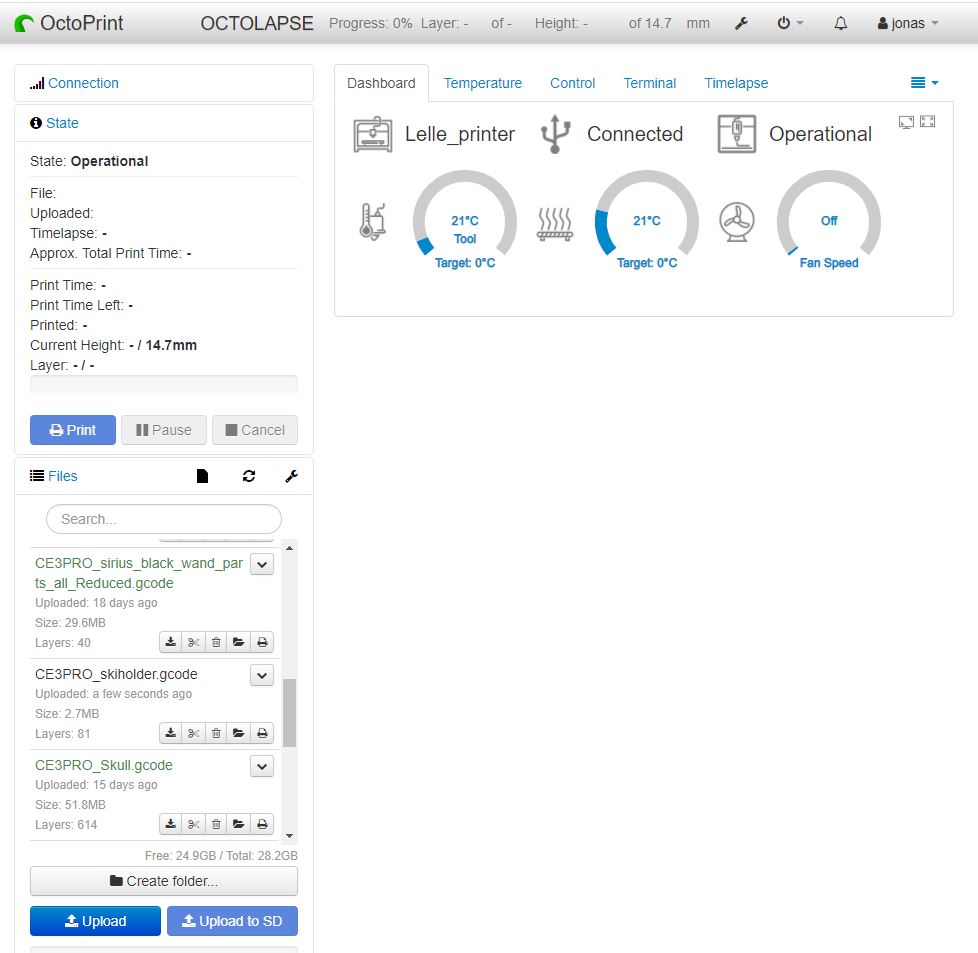 OctoPrint
OCTOLAPSE Progress: 0% Layer: - of - Height: - of 14.7 mm
jonas
Connection
State
State: Operational
File:
Uploaded:
Timelapse: -
Approx. Total Print Time: -
Print Time: -
Print Time Left: -
Printed: -
Current Height: - / 14.7mm
Layer: - / -
Print Pause Cancel
Files
Search...
CE3PRO_sirius_black_wand_par
ts_all_Reduced.gcode
Uploaded: 18 days ago
Size: 29.6MB
Layers: 40
CE3PRO_skiholder.gcode
Uploaded: a few seconds ago
Size: 2.7MB
Layers: 81
CE3PRO_Skull.gcode
Uploaded: 15 days ago
Size: 51.8MB
Layers: 614
Free: 24.9GB / Total: 28.2GB
Create folder...
Upload Upload to SD
Dashboard Temperature Control Terminal Timelapse
Lelle_printer Connected Operational
21°C
Tool
Target: 0°C
21°C
Target: 0°C
Off
Fan Speed